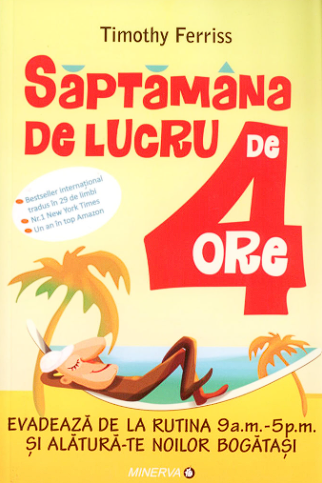 Timothy Ferriss
SĂPTĂMÂNA
DE LUCRU DE
4
ORE
Bestseller internațional
tradus în 29 de limbi
Nr.1 New York Times
Un an în top Amazon
EVADEAZĂ DE LA RUTINA 9a.m.-5p.m.
ȘI ALĂTURĂ-TE NOILOR BOGĂTAȘI
MINERVA